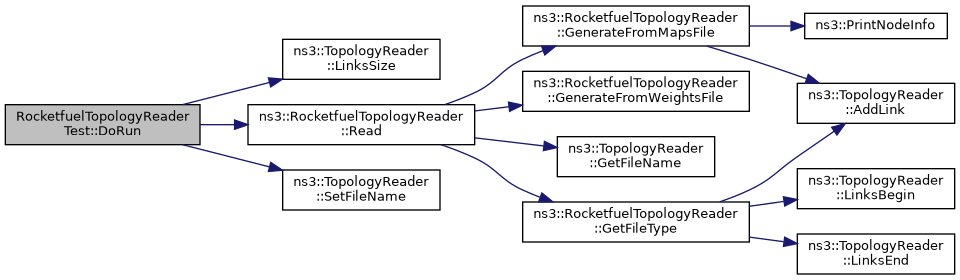 RocketfuelTopologyReader
Test::DoRun
ns3::TopologyReader
::LinksSize
ns3::RocketfuelTopologyReader
::Read
ns3::TopologyReader
::SetFileName
ns3::RocketfuelTopologyReader
::GenerateFromMapsFile
ns3::RocketfuelTopologyReader
::GenerateFromWeightsFile
ns3::TopologyReader
::GetFileName
ns3::RocketfuelTopologyReader
::GetFileType
ns3::PrintNodeInfo
ns3::TopologyReader
::AddLink
ns3::TopologyReader
::LinksBegin
ns3::TopologyReader
::LinksEnd